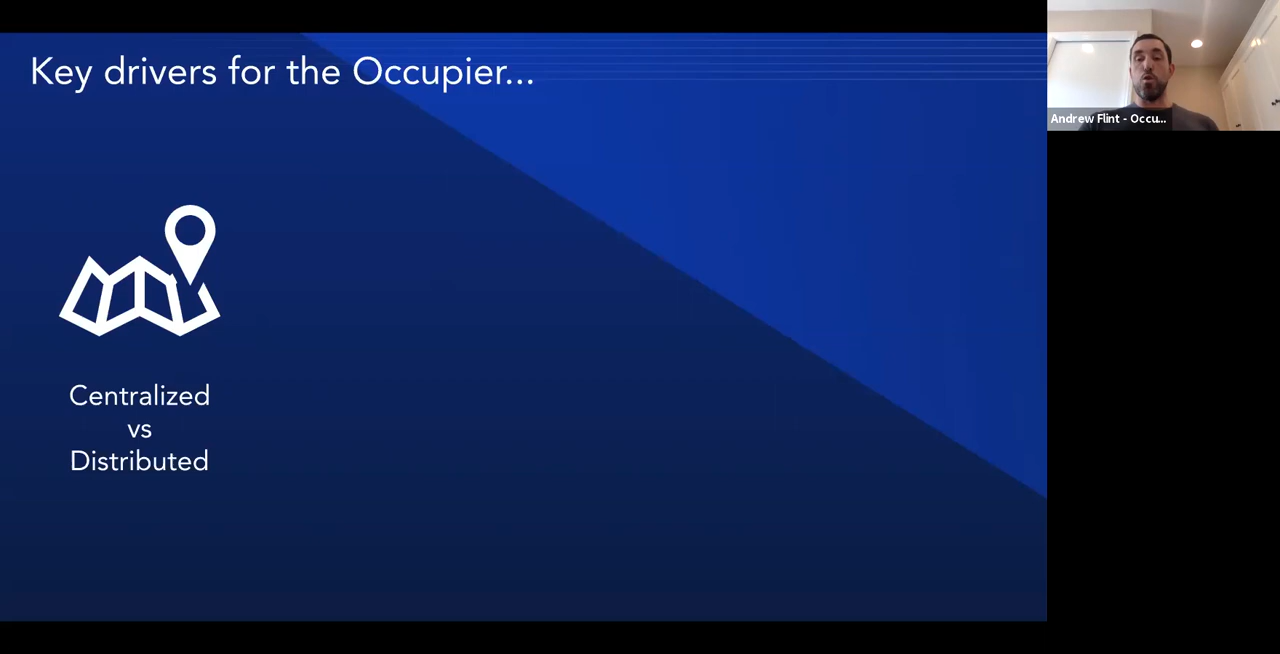 Key drivers for the Occupier...
Andrew Flint - Occu...
Centralized
vs
Distributed